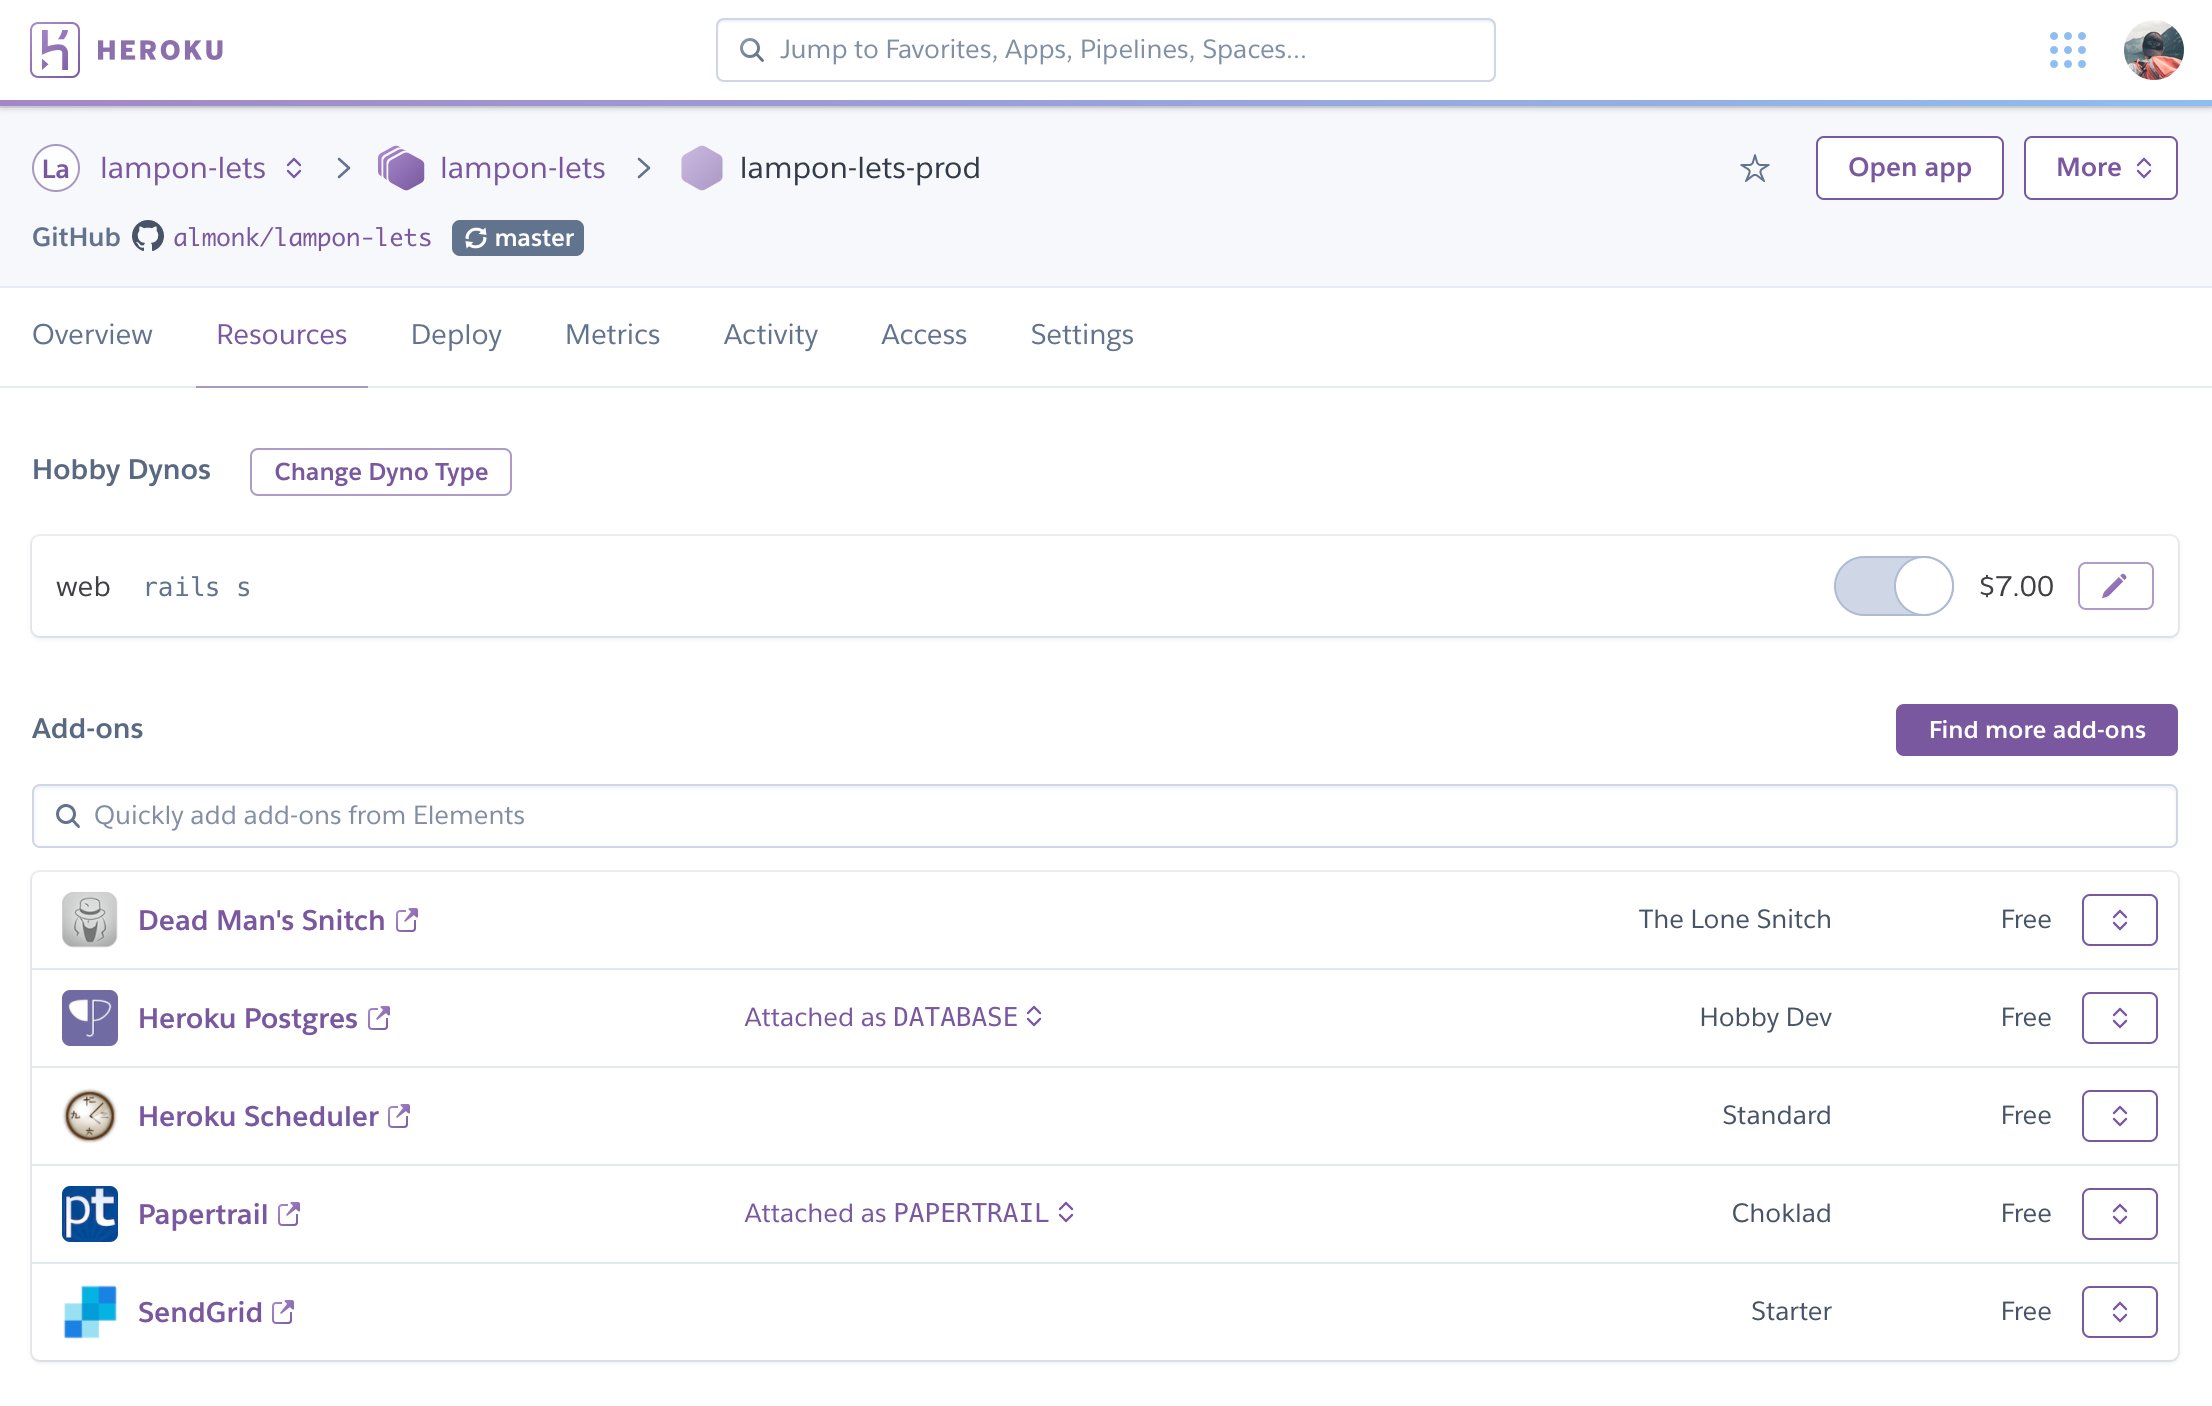 HEROKU
Jump to Favorites, Apps, Pipelines, Spaces...
La lampon-lets > lampon-lets > lampon-lets-prod
Open app
More
GitHub almonk/lampon-lets master
Overview Resources Deploy Metrics Activity Access Settings
Hobby Dynos Change Dyno Type
web rails s $7.00
Add-ons Find more add-ons
Quickly add add-ons from Elements
Dead Man's Snitch The Lone Snitch Free
Heroku Postgres Attached as DATABASE Hobby Dev Free
Heroku Scheduler Standard Free
pt Papertrail Attached as PAPERTRAIL Choklad Free
SendGrid Starter Free